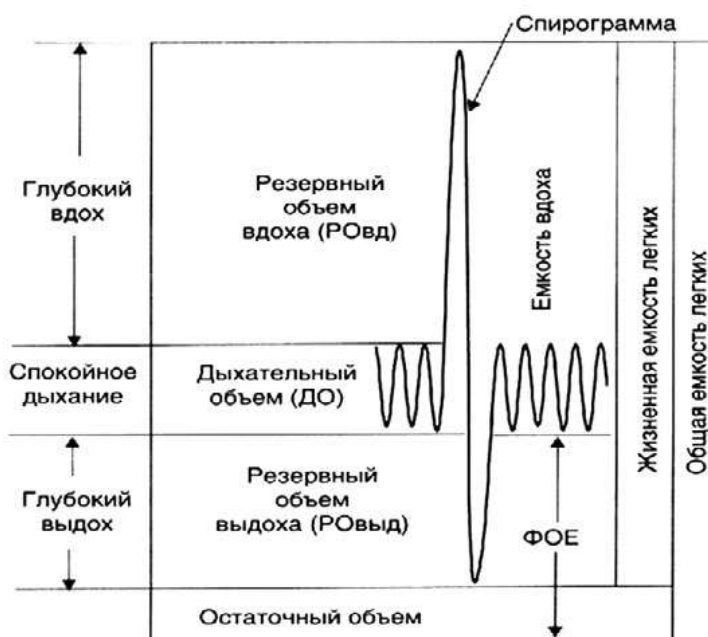 Спирограмма
Глубокий
вдох
Резервный
объем
вдоха (РОвд)
Емкость вдоха
Жизненная емкость легких
Общая емкость легких
Спокойное
дыхание
Дыхательный
объем (ДО)
Глубокий
выдох
Резервный
объем
выдоха (РОвыд)
ФОЕ
Остаточный объем